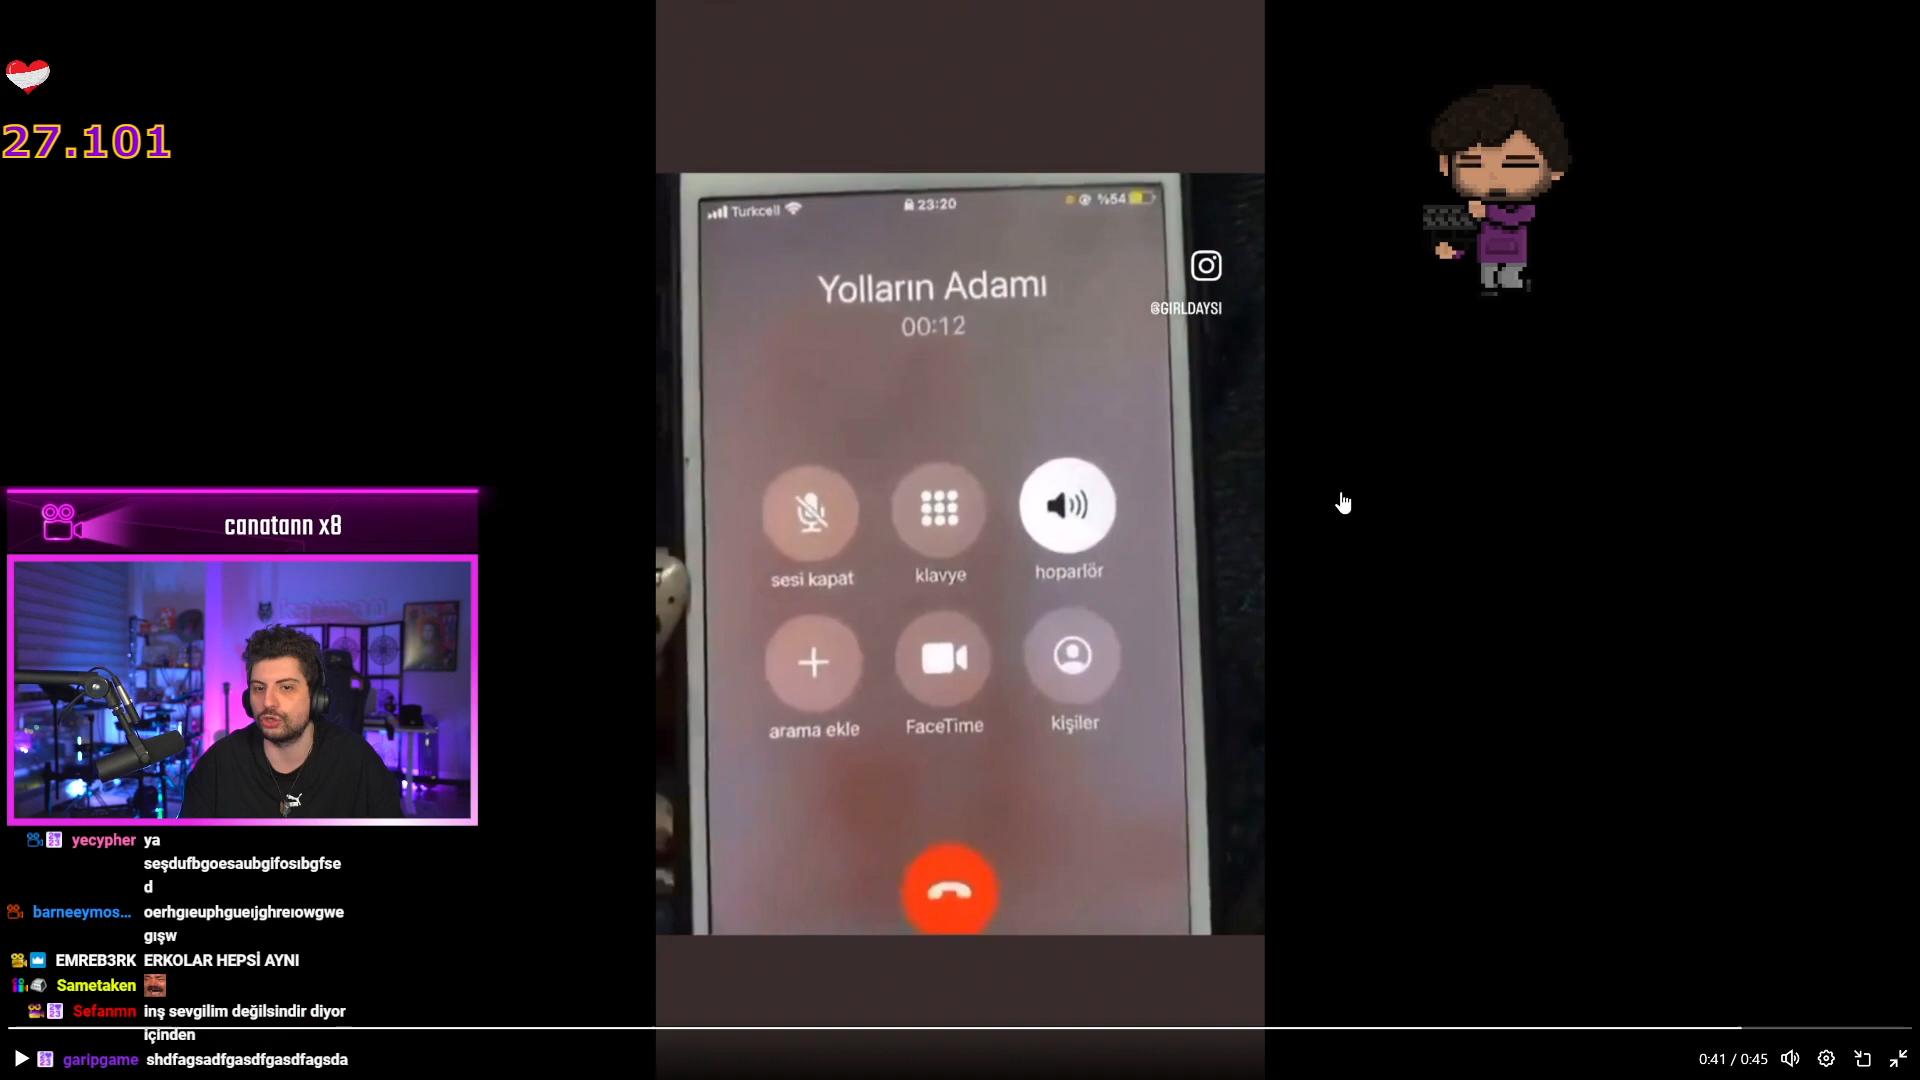 27.101
Turkcell 23:20 %54
Yolların Adamı
00:12
@GIRLDAYSI
sesi kapat klavye hoparlör
arama ekle FaceTime kişiler
canatann x8
yecypher ya
seşdufbgoesaubgifosıbgfse
d
barneeymos... oerhgıeuphgueıjghreıowgwe
gışw
EMREB3RK ERKOLAR HEPSİ AYNI
Sametaken
Sefanmn inş sevgilim değilsindir diyor
içinden
garipgame shdfagsadfgasdfgasdfagsda
0:41 / 0:45